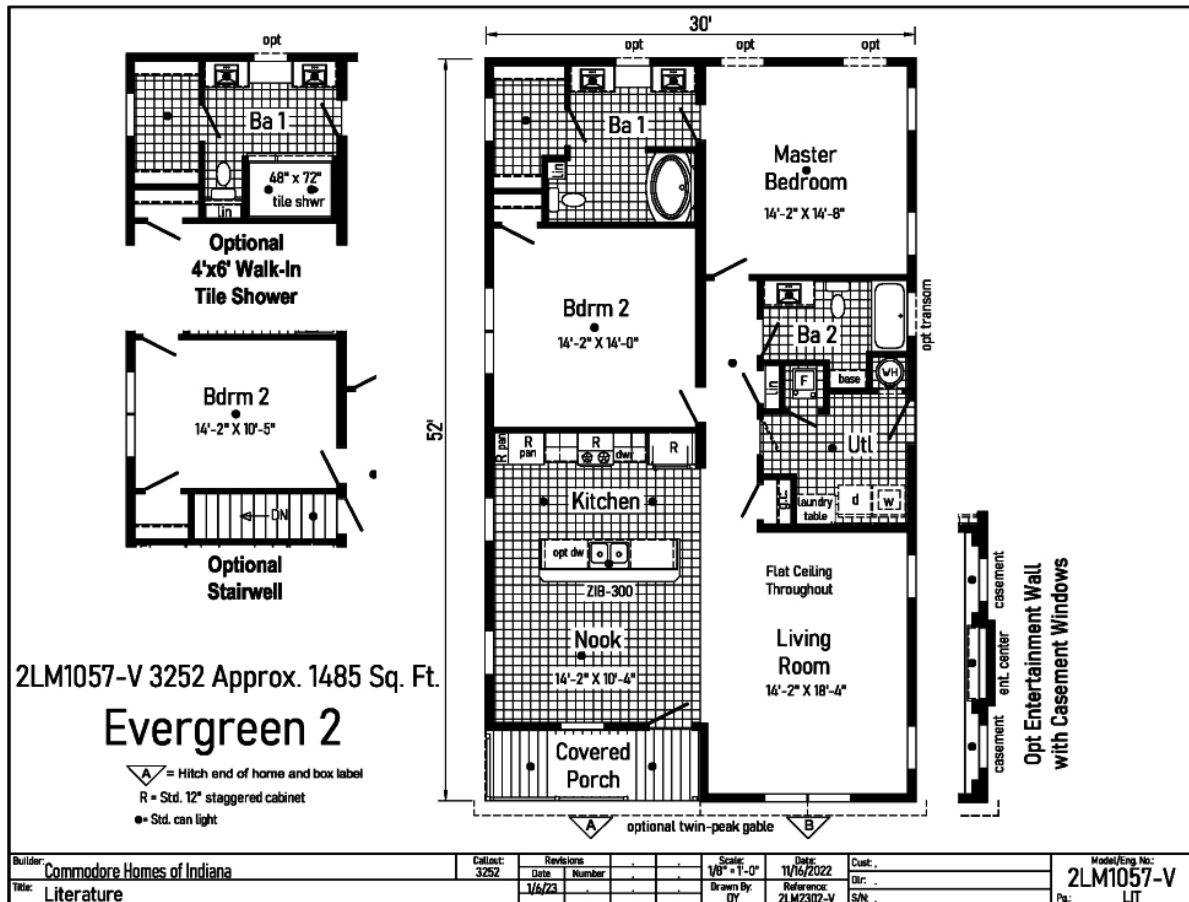 30'
opt
opt
opt
opt
Ba 1
48" x 72"
tile shwr
lin
Optional
4'x6' Walk-In
Tile Shower
Bdrm 2
14'-2" X 10'-5"
DN
Optional
Stairwell
52'
Ba 1
lin
Master
Bedroom
14'-2" X 14'-8"
Bdrm 2
14'-2" X 14'-0"
Ba 2
opt transom
lin
F
base
WH
Utl
R pan
R
pan
R
dwr
R
Kitchen
laundry
table
d
w
opt dw
ZIB-300
Flat Ceiling
Throughout
Nook
14'-2" X 10'-4"
Living
Room
14'-2" X 18'-4"
Covered
Porch
casement
ent. center
casement
Opt Entertainment Wall
with Casement Windows
2LM1057-V 3252 Approx. 1485 Sq. Ft.
Evergreen 2
A = Hitch end of home and box label
R = Std. 12" staggered cabinet
●= Std. can light
A
optional twin-peak gable
B
Builder: Commodore Homes of Indiana
Title: Literature
Callout:
3252
Revisions
Date Number
1/6/23
Scale:
1/8" = 1'-0"
Drawn By:
OY
Date:
11/16/2022
Reference:
2LM2302-V
Cust: .
Dlr: .
S/N: .
Model/Eng. No.:
2LM1057-V
Pg.: LIT